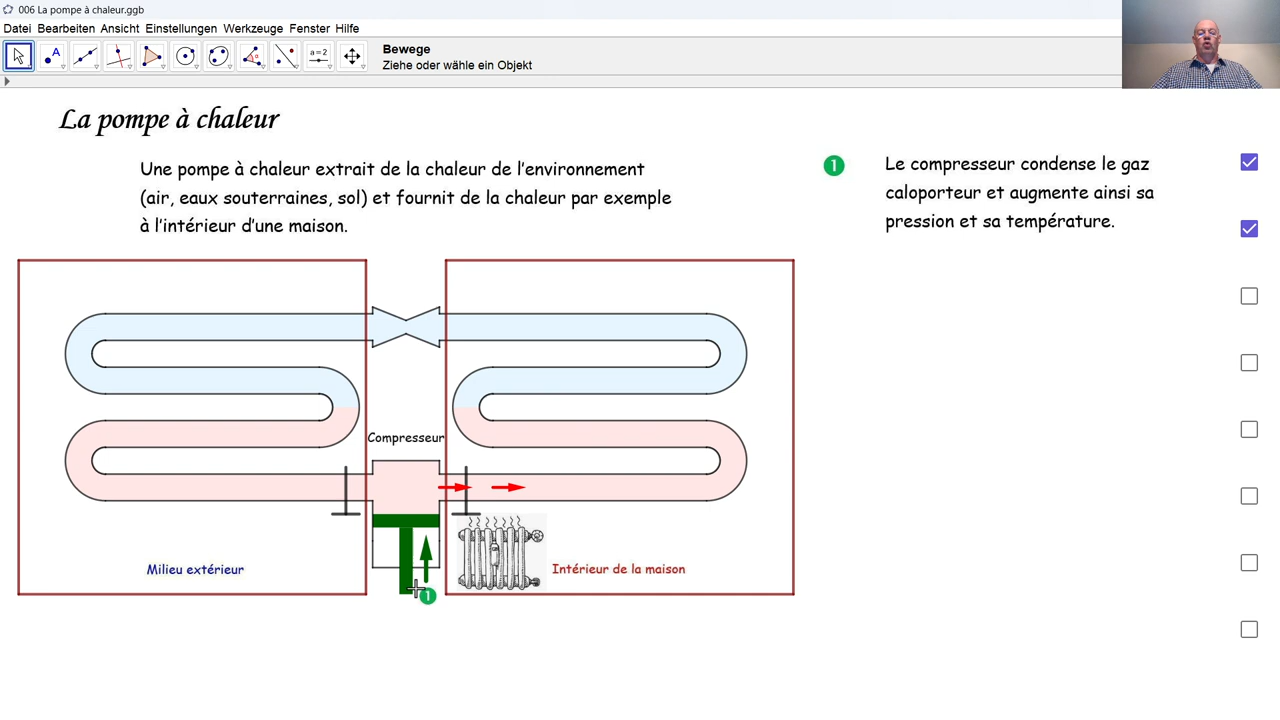 006 La pompe à chaleur.ggb
Datei Bearbeiten Ansicht Einstellungen Werkzeuge Fenster Hilfe
A
a=2
Bewege
Ziehe oder wähle ein Objekt
La pompe à chaleur
Une pompe à chaleur extrait de la chaleur de l'environnement
(air, eaux souterraines, sol) et fournit de la chaleur par exemple
à l'intérieur d'une maison.
1
Le compresseur condense le gaz
caloporteur et augmente ainsi sa
pression et sa température.
Compresseur
Milieu extérieur
Intérieur de la maison
1